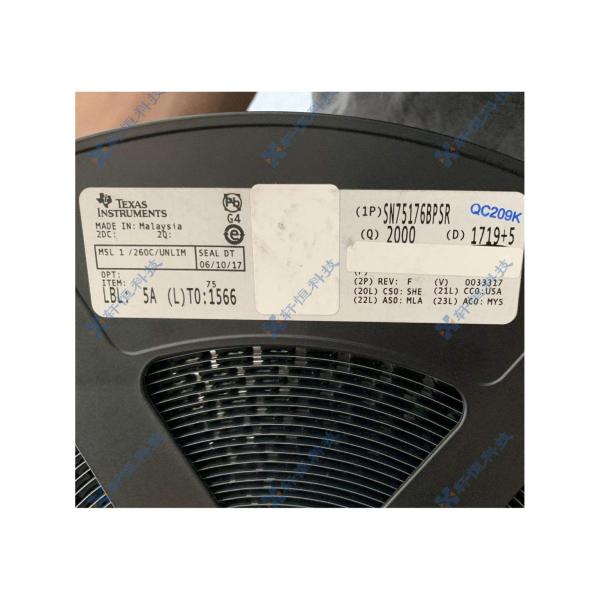 TEXAS
INSTRUMENTS
MADE IN: Malaysia
2DC: 2Q:
MSL 1 /260C/UNLIM
SEAL DT
06/10/17
OPT:
ITEM: 75
LBL: 5A (L)TO:1566
Pb
G4
e
(1P)SN75176BPSR
QC209K
(Q) 2000 (D) 1719+5
(P)
(2P) REV: F (V) 0033317
(20L) CSO: SHE (21L) CCO:USA
(22L) ASO: MLA (23L) ACO: MYS
轩恒科技